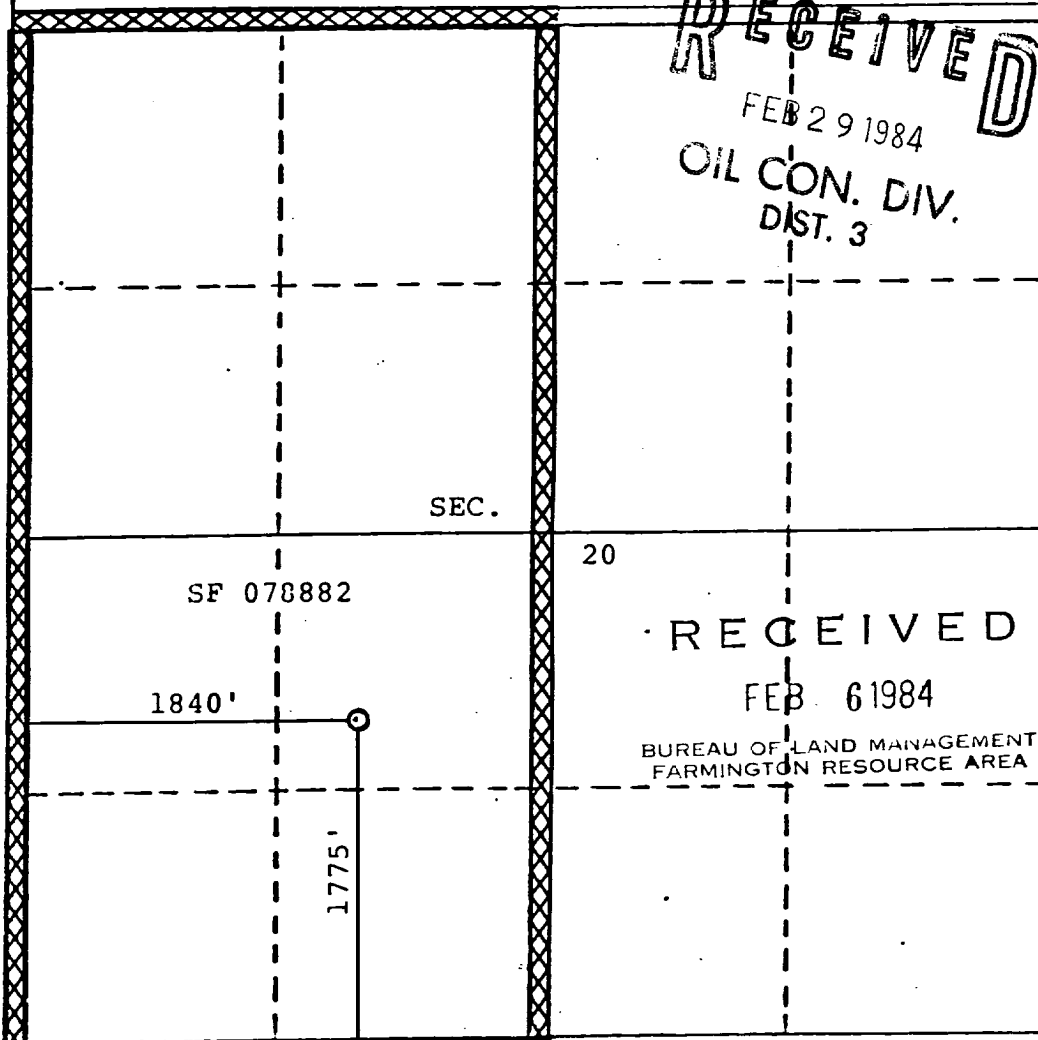 RECEIVED
FEB 29 1984
OIL CON. DIV.
DIST. 3
SEC.
20
SF 078882
RECEIVED
1840'
FEB 6 1984
BUREAU OF LAND MANAGEMENT
FARMINGTON RESOURCE AREA
1775'